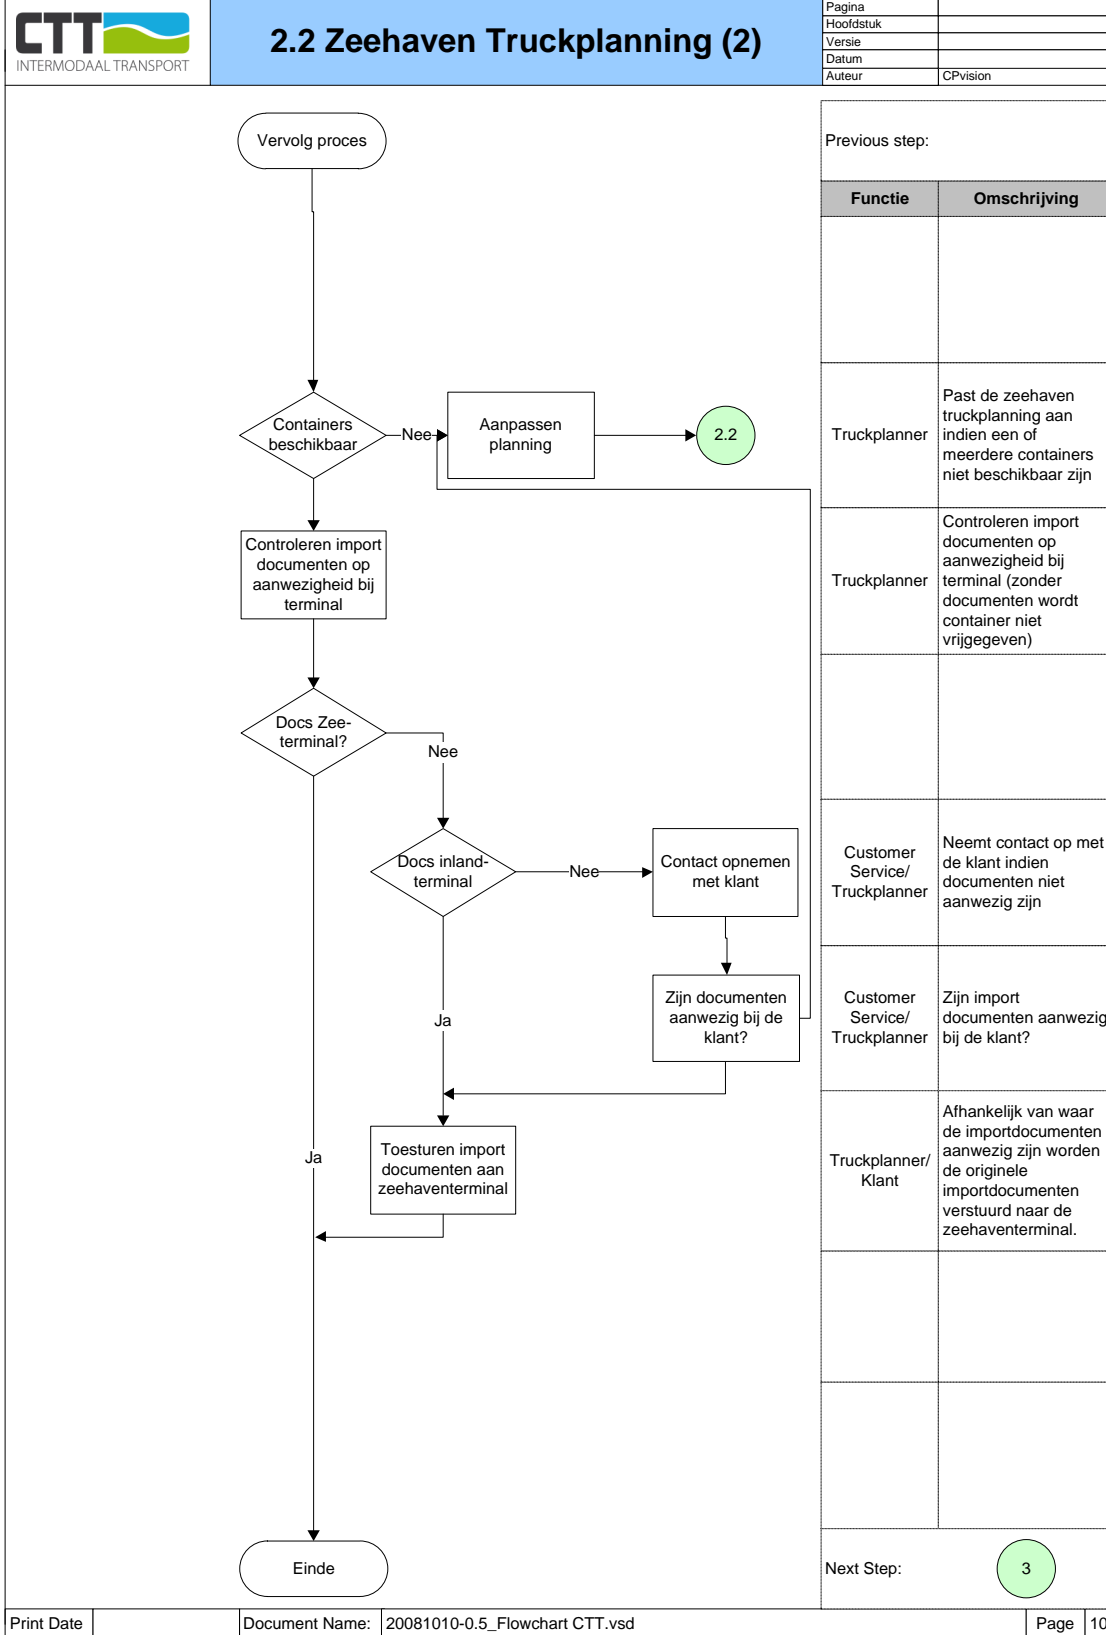 CTT
INTERMODAAL TRANSPORT
2.2 Zeehaven Truckplanning (2)
Pagina
Hoofdstuk
Versie
Datum
Auteur CPvision
Vervolg proces
Previous step:
Functie Omschrijving
Containers
beschikbaar
Nee
Aanpassen
planning
2.2
Truckplanner
Past de zeehaven
truckplanning aan
indien een of
meerdere containers
niet beschikbaar zijn
Controleren import
documenten op
aanwezigheid bij
terminal
Truckplanner
Controleren import
documenten op
aanwezigheid bij
terminal (zonder
documenten wordt
container niet
vrijgegeven)
Docs Zee-
terminal?
Nee
Docs inland-
terminal
Nee
Contact opnemen
met klant
Customer
Service/
Truckplanner
Neemt contact op met
de klant indien
documenten niet
aanwezig zijn
Ja
Zijn documenten
aanwezig bij de
klant?
Customer
Service/
Truckplanner
Zijn import
documenten aanwezig
bij de klant?
Ja
Toesturen import
documenten aan
zeehaventerminal
Truckplanner/
Klant
Afhankelijk van waar
de importdocumenten
aanwezig zijn worden
de originele
importdocumenten
verstuurd naar de
zeehaventerminal.
Einde
Next Step:
3
Print Date
Document Name: 20081010-0.5_Flowchart CTT.vsd
Page 10